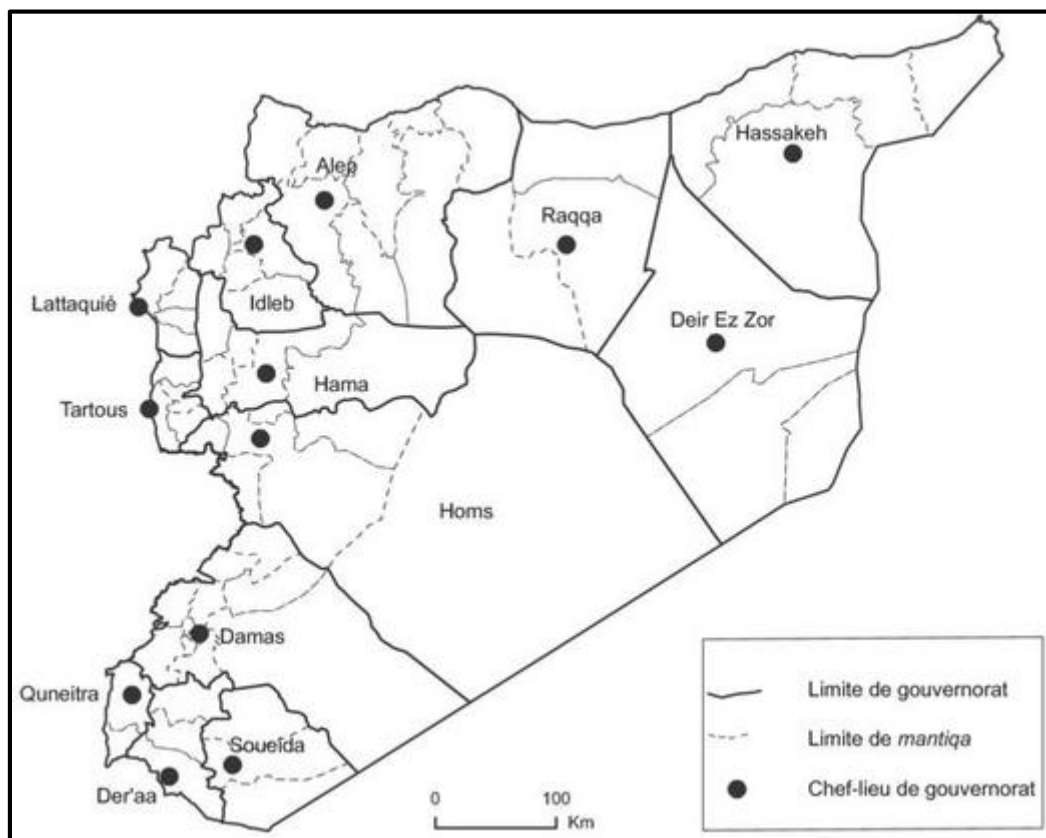 Hassakeh
Alep
Raqqa
Lattaquié
Idleb
Deir Ez Zor
Hama
Tartous
Homs
Damas
Quneitra
Soueïda
Der'aa
Limite de gouvernorat
Limite de mantiqa
Chef-lieu de gouvernorat
0 100
Km